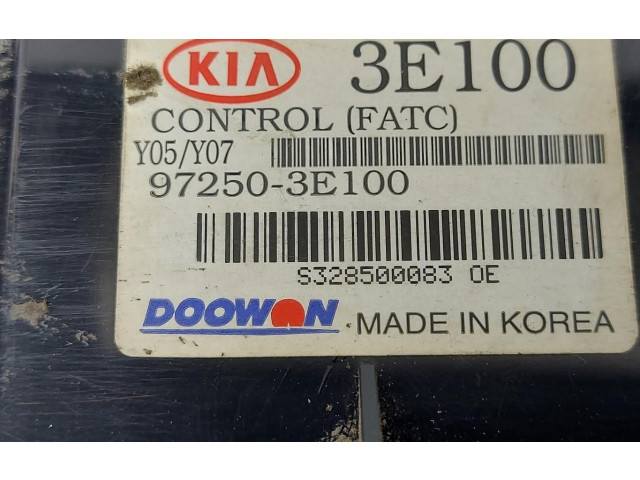 KIA 3E100
CONTROL (FATC)
Y05/Y07
97250-3E100
S328500083 OE
DOOWON MADE IN KOREA